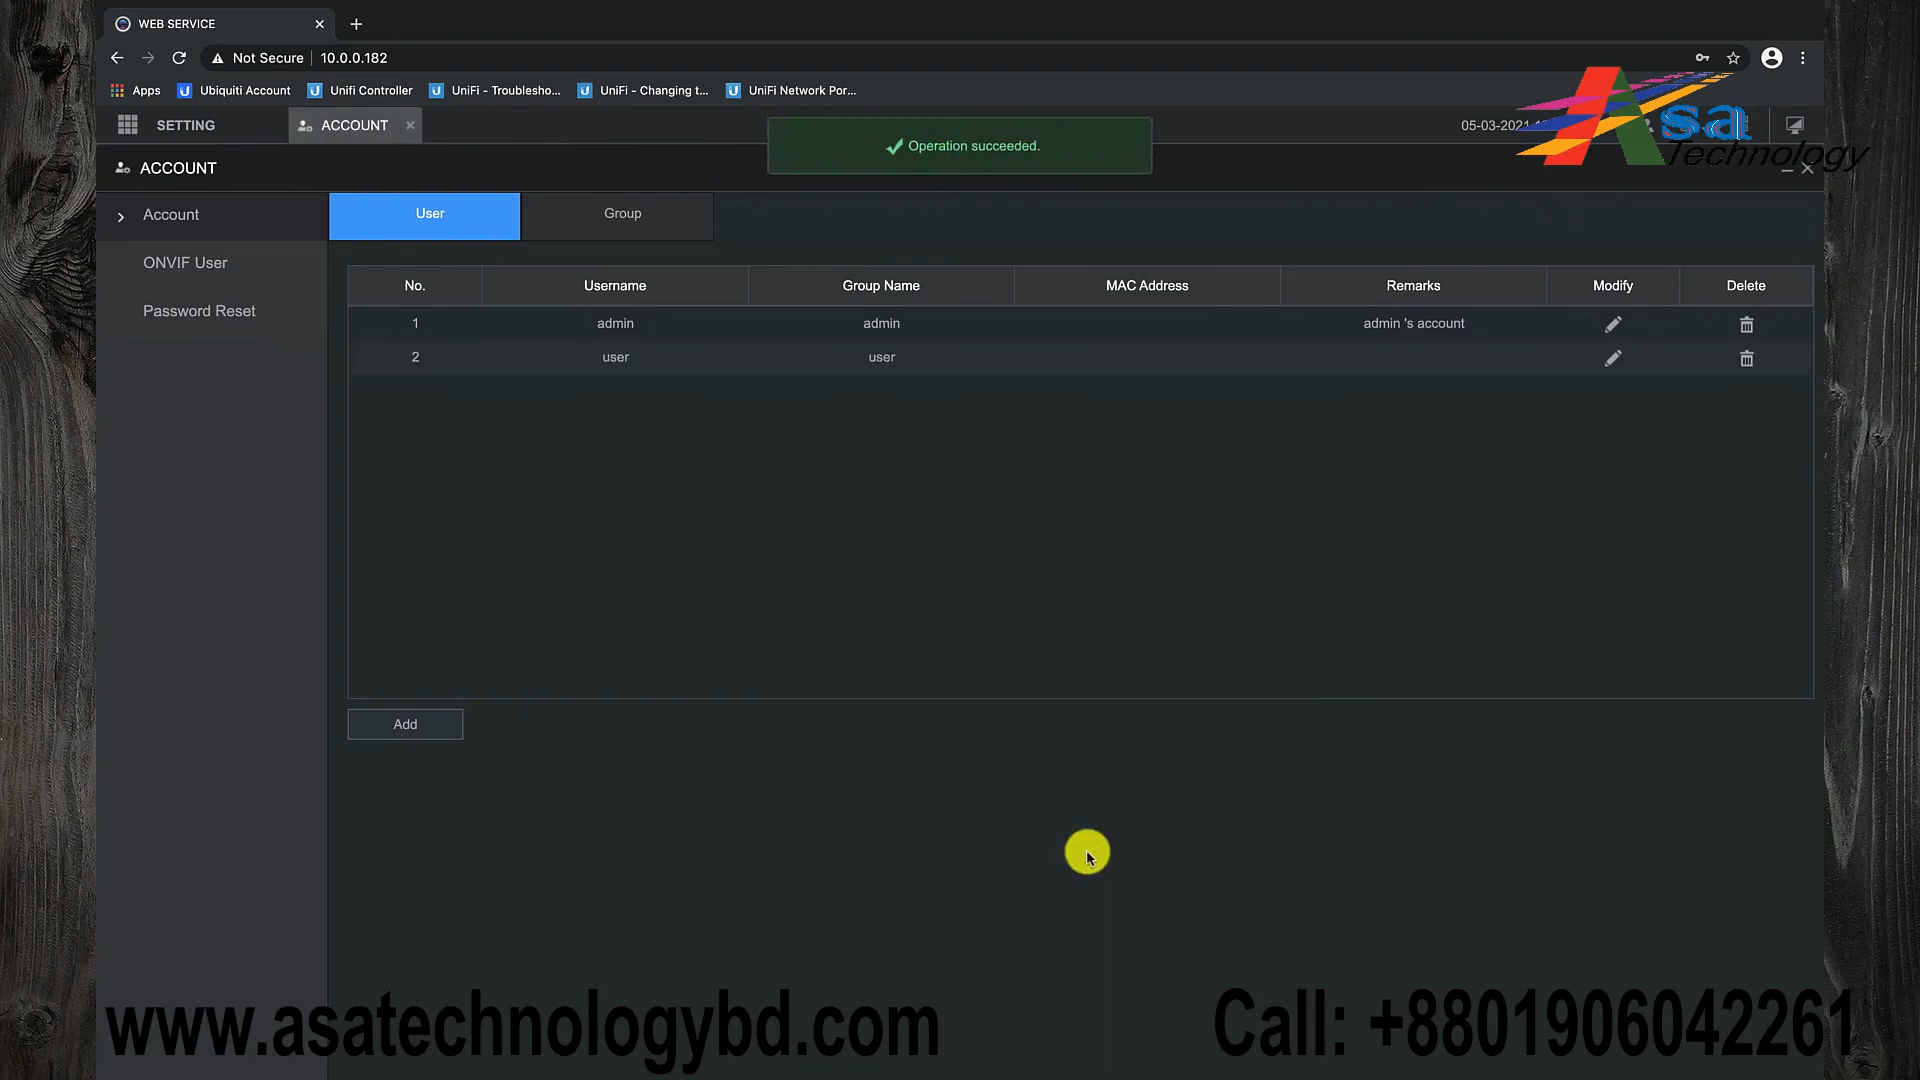 WEB SERVICE
Not Secure 10.0.0.182
Apps Ubiquiti Account Unifi Controller UniFi - Troublesho... UniFi - Changing t... UniFi Network Por...
SETTING ACCOUNT 05-03-2021
Operation succeeded.
Asa
Technology
ACCOUNT
Account
ONVIF User
Password Reset
User Group
No. Username Group Name MAC Address Remarks Modify Delete
1 admin admin admin 's account
2 user user
Add
www.asatechnologybd.com Call: +8801906042261